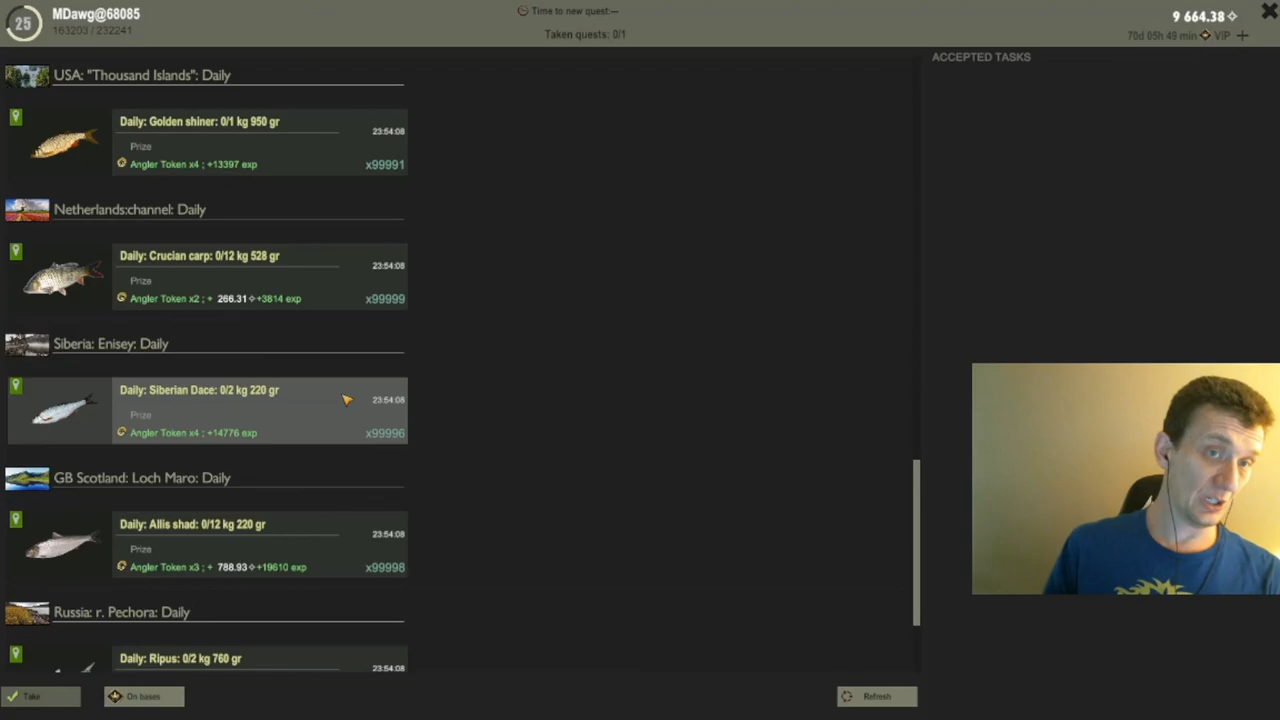 25
MDawg@68085
163203 / 232241
Time to new quest:—
Taken quests: 0/1
9 664.38
70d 05h 49 min VIP +
ACCEPTED TASKS
USA: "Thousand Islands": Daily
Daily: Golden shiner: 0/1 kg 950 gr
23:54:08
Prize
Angler Token x4 ; +13397 exp
x99991
Netherlands:channel: Daily
Daily: Crucian carp: 0/12 kg 528 gr
23:54:08
Prize
Angler Token x2 ; + 266.31 +3814 exp
x99999
Siberia: Enisey: Daily
Daily: Siberian Dace: 0/2 kg 220 gr
23:54:08
Prize
Angler Token x4 ; +14776 exp
x99996
GB Scotland: Loch Maro: Daily
Daily: Allis shad: 0/12 kg 220 gr
23:54:08
Prize
Angler Token x3 ; + 788.93 +19610 exp
x99998
Russia: r. Pechora: Daily
Daily: Ripus: 0/2 kg 760 gr
23:54:08
Take
On bases
Refresh